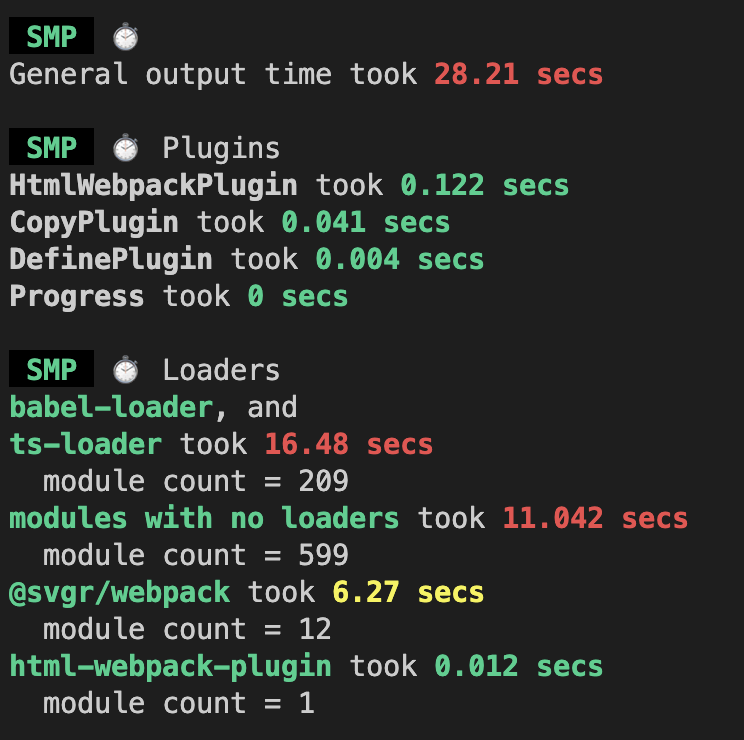 SMP ⏱
General output time took 28.21 secs

SMP ⏱ Plugins
HtmlWebpackPlugin took 0.122 secs
CopyPlugin took 0.041 secs
DefinePlugin took 0.004 secs
Progress took 0 secs

SMP ⏱ Loaders
babel-loader, and
ts-loader took 16.48 secs
module count = 209
modules with no loaders took 11.042 secs
module count = 599
@svgr/webpack took 6.27 secs
module count = 12
html-webpack-plugin took 0.012 secs
module count = 1